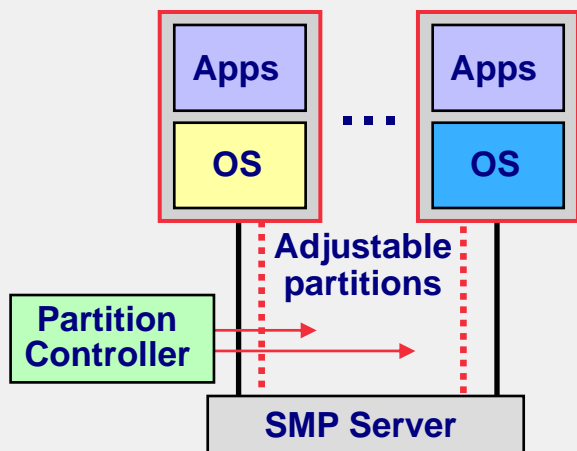 Apps
Apps
...
OS
OS
Adjustable
partitions
Partition
Controller
SMP Server